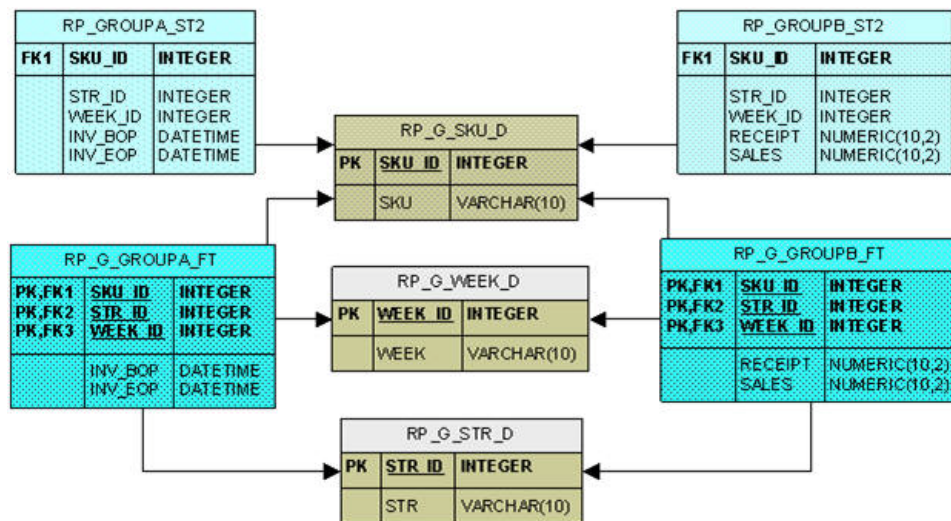 RP_GROUPA_ST2
FK1 SKU_ID INTEGER
STR_ID INTEGER
WEEK_ID INTEGER
INV_BOP DATETIME
INV_EOP DATETIME
RP_GROUPB_ST2
FK1 SKU_ID INTEGER
STR_ID INTEGER
WEEK_ID INTEGER
RECEIPT NUMERIC(10,2)
SALES NUMERIC(10,2)
RP_G_SKU_D
PK SKU_ID INTEGER
SKU VARCHAR(10)
RP_G_GROUPA_FT
PK,FK1 SKU_ID INTEGER
PK,FK2 STR_ID INTEGER
PK,FK3 WEEK_ID INTEGER
INV_BOP DATETIME
INV_EOP DATETIME
RP_G_WEEK_D
PK WEEK_ID INTEGER
WEEK VARCHAR(10)
RP_G_GROUPB_FT
PK,FK1 SKU_ID INTEGER
PK,FK2 STR_ID INTEGER
PK,FK3 WEEK_ID INTEGER
RECEIPT NUMERIC(10,2)
SALES NUMERIC(10,2)
RP_G_STR_D
PK STR_ID INTEGER
STR VARCHAR(10)